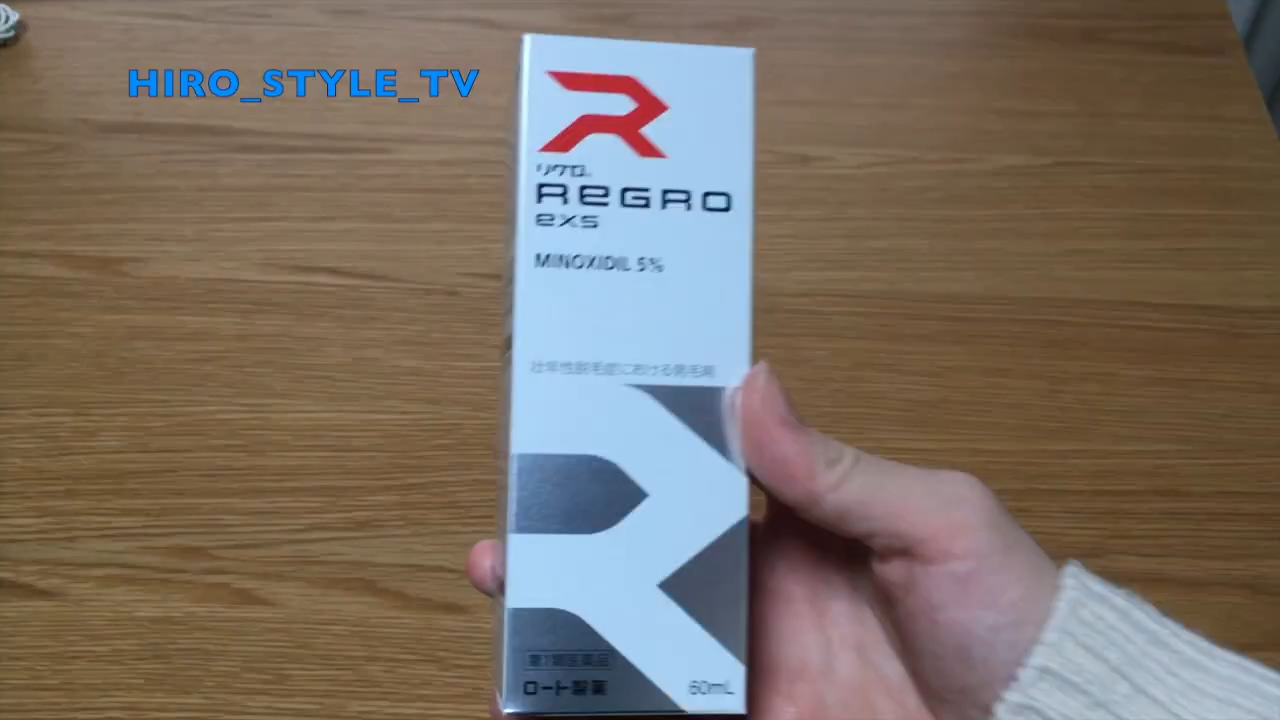 HIRO_STYLE_TV
リグロ®
REGRO
EX5
MINOXIDIL 5%
壮年性脱毛症における発毛剤
第1類医薬品
ロート製薬
60mL